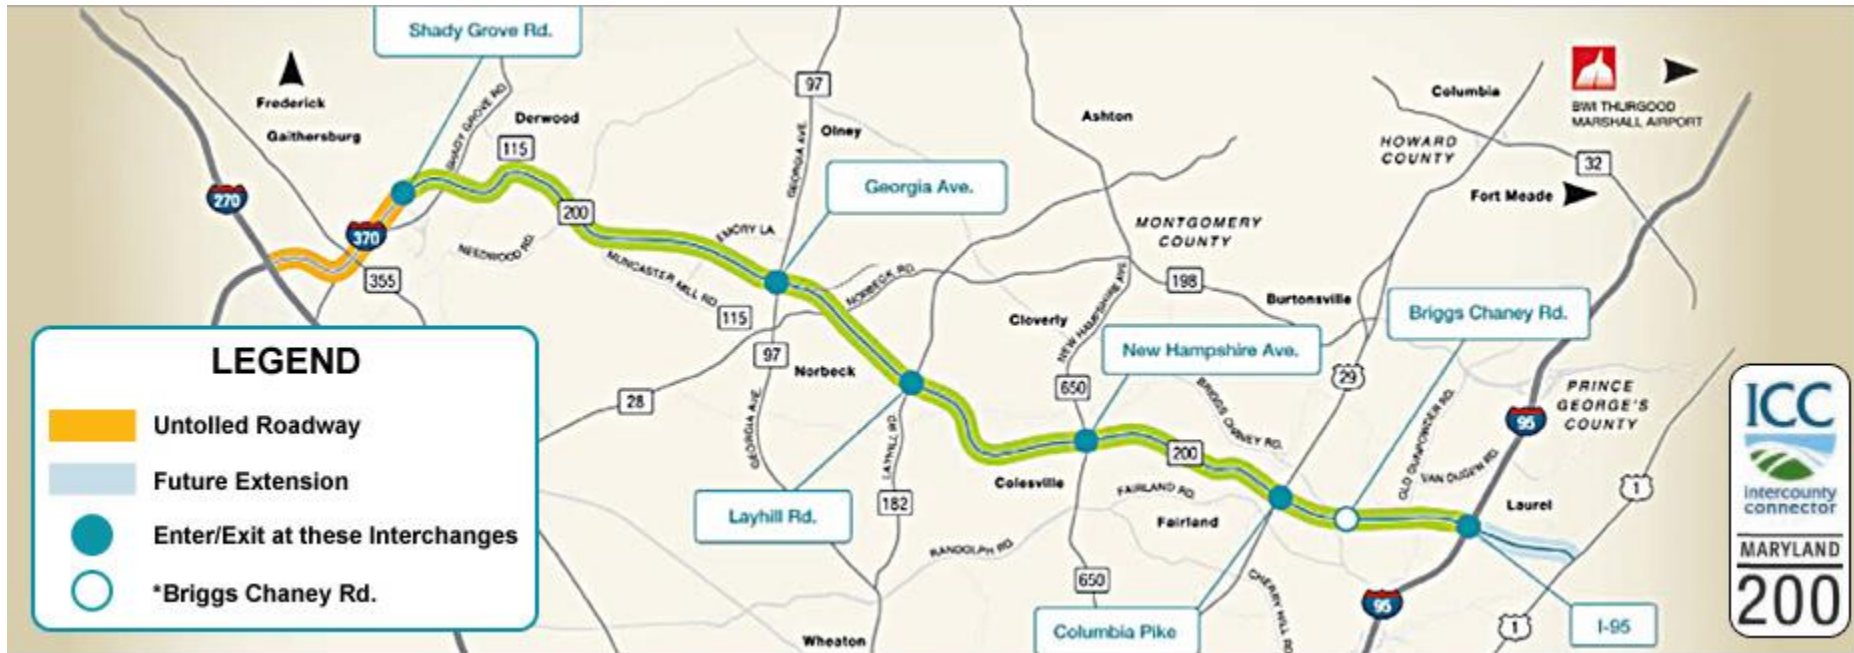 Shady Grove Rd.
Frederick
Gaithersburg
SHADY GROVE RD.
Derwood
115
270
370
355
200
NEEDWOOD RD.
97
Olney
GEORGIA AVE.
Georgia Ave.
EMORY LA.
MUNCASTER MILL RD.
115
97
Norbeck
NORBECK RD.
28
GEORGIA AVE.
Ashton
Columbia
BWI THURGOOD
MARSHALL AIRPORT
HOWARD
COUNTY
32
Fort Meade
MONTGOMERY
COUNTY
198
Burtonsville
Briggs Chaney Rd.
Cloverly
NEW HAMPSHIRE AVE.
New Hampshire Ave.
650
29
BRIGGS CHANEY RD.
95
PRINCE
GEORGE'S
COUNTY
OLD GUNPOWDER RD.
VAN DUSEN RD.
200
Colesville
FAIRLAND RD.
Fairland
Laurel
1
LAYHILL RD.
Layhill Rd.
182
RANDOLPH RD.
650
CHERRY HILL RD.
95
1
Wheaton
Columbia Pike
I-95
LEGEND
Untolled Roadway
Future Extension
Enter/Exit at these Interchanges
*Briggs Chaney Rd.
ICC
intercounty
connector
MARYLAND
200